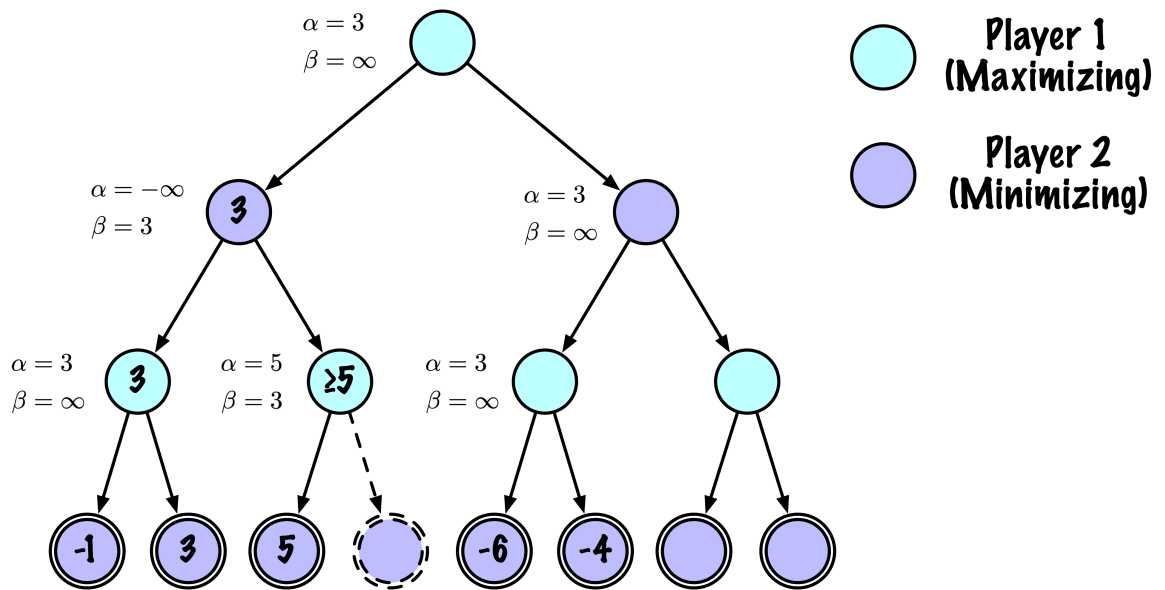 α = 3
β = ∞
Player 1
(Maximizing)
Player 2
(Minimizing)
α = −∞
β = 3
3
α = 3
β = ∞
α = 3
β = ∞
3
α = 5
β = 3
≥5
α = 3
β = ∞
-1
3
5
-6
-4